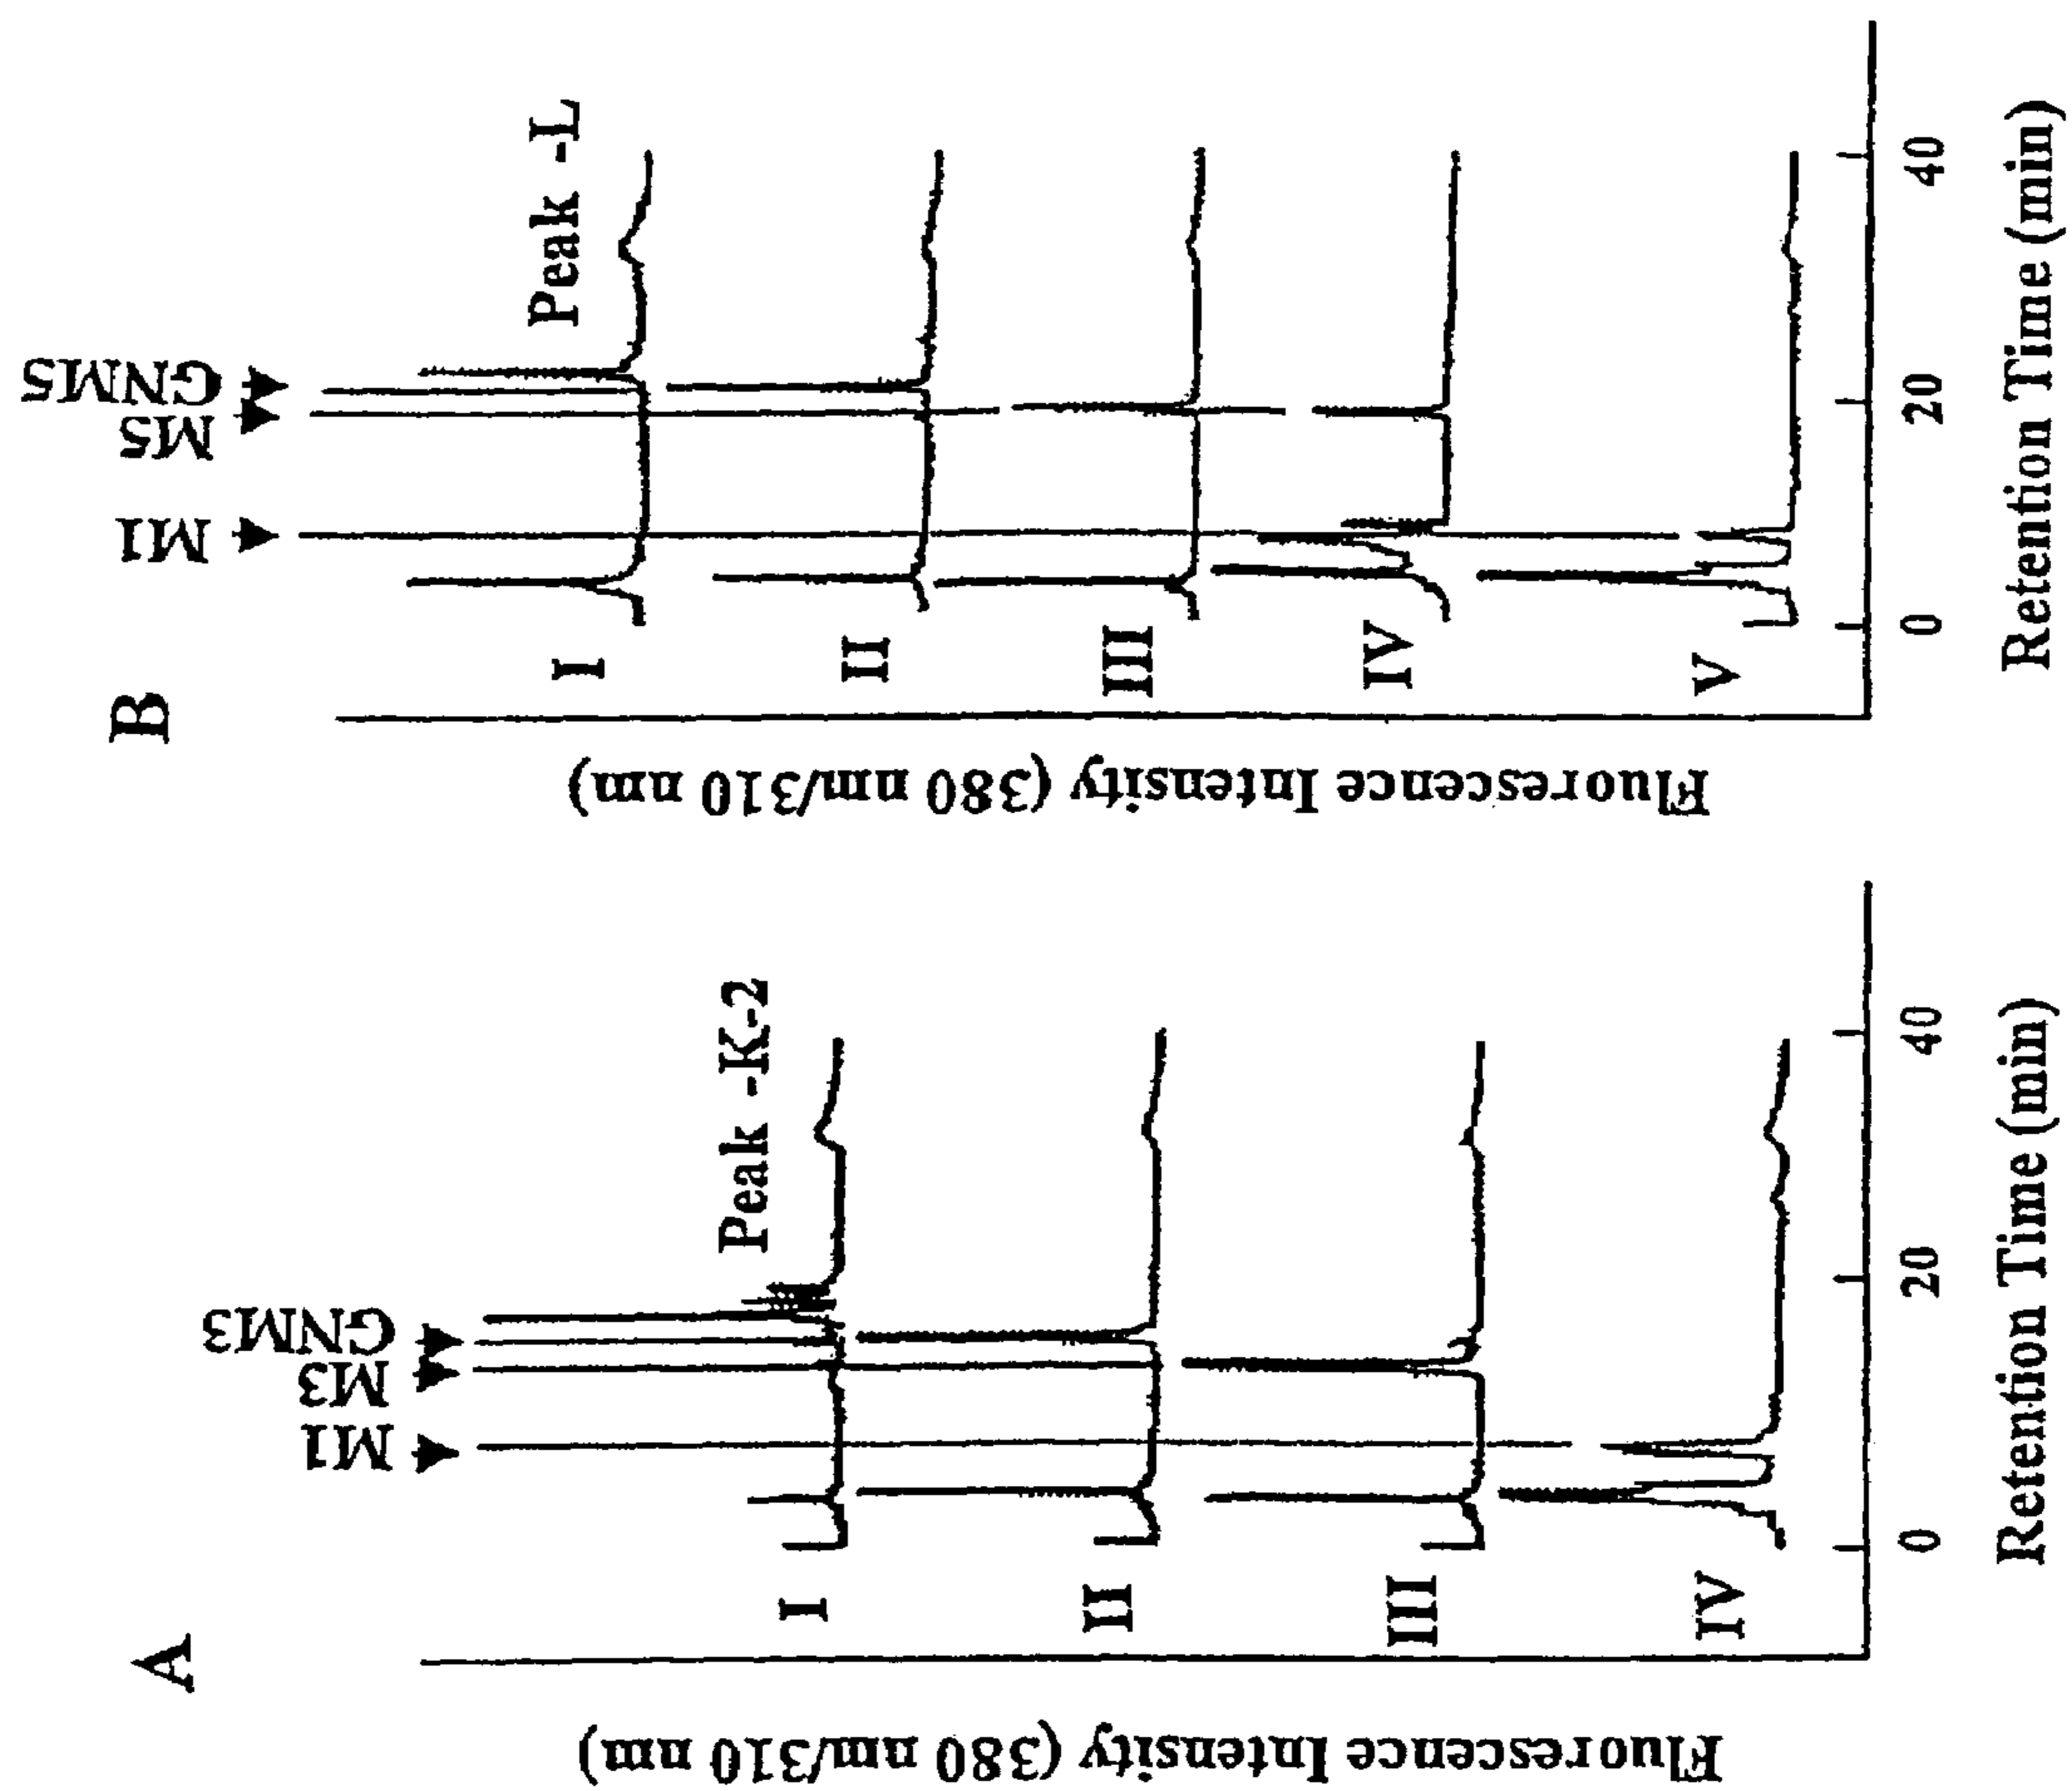 A
Fluorescence Intensity (380 nm/310 nm)
M1
M3
GNM3
Peak -K-2
I
II
III
IV
0
20
40
Retention Time (min)
B
Fluorescence Intensity (380 nm/310 nm)
M1
M5
GNM5
Peak -L
I
II
III
IV
V
0
20
40
Retention Time (min)